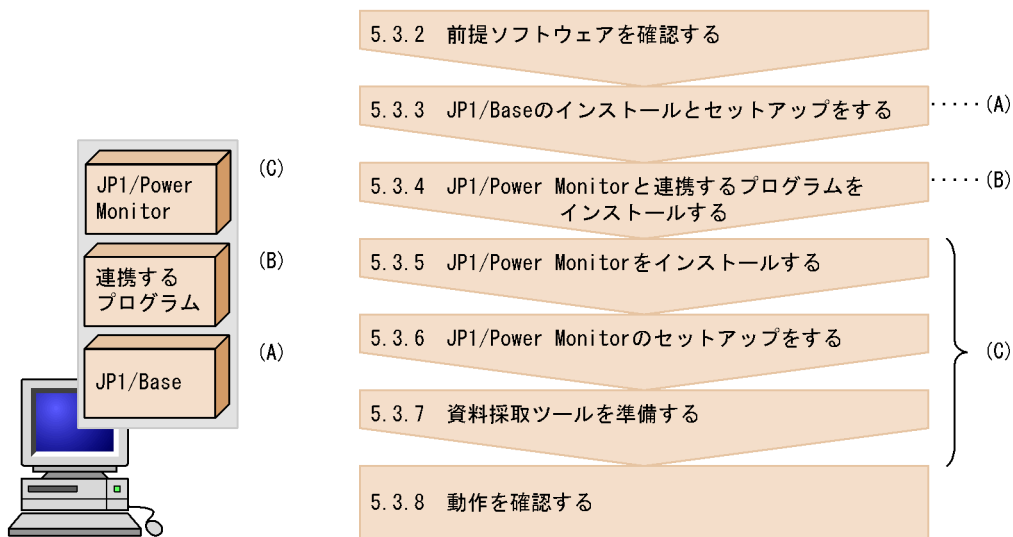 JP1/Power
Monitor
(C)
連携する
プログラム
(B)
JP1/Base
(A)
5.3.2 前提ソフトウェアを確認する
5.3.3 JP1/Baseのインストールとセットアップをする
·····(A)
5.3.4 JP1/Power Monitorと連携するプログラムを
インストールする
·····(B)
5.3.5 JP1/Power Monitorをインストールする
5.3.6 JP1/Power Monitorのセットアップをする
(C)
5.3.7 資料採取ツールを準備する
5.3.8 動作を確認する